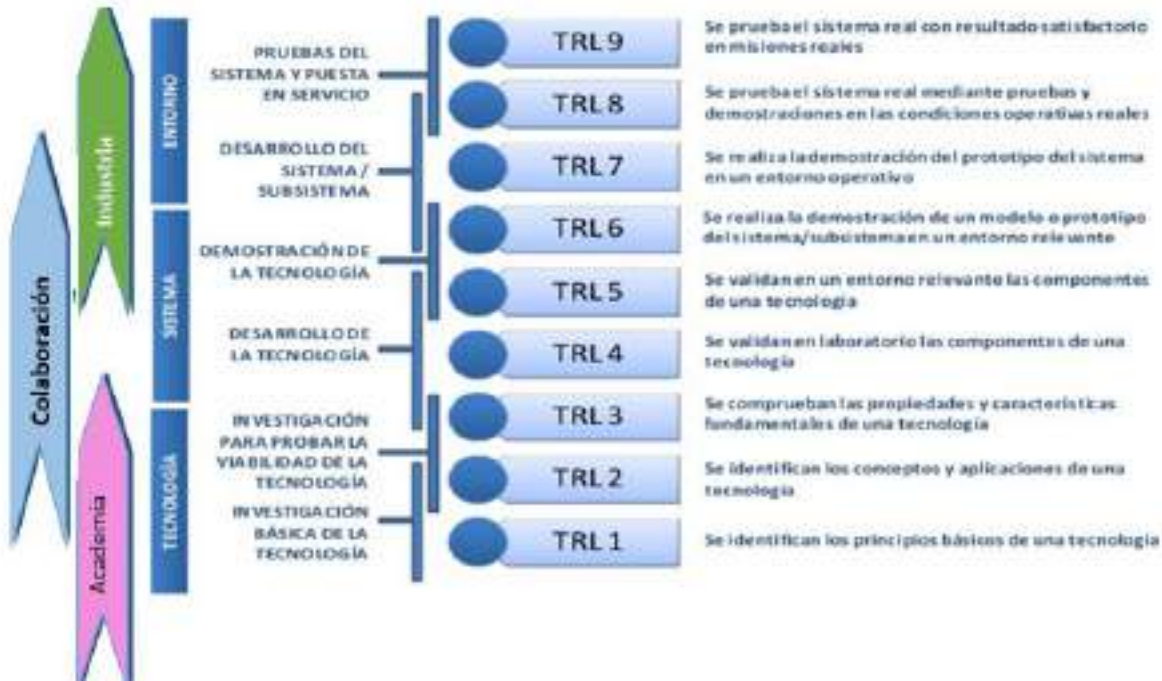 Colaboración
Industria
Academia
ENTORNO
SISTEMA
TECNOLOGÍA
PRUEBAS DEL
SISTEMA Y PUESTA
EN SERVICIO
DESARROLLO DEL
SISTEMA /
SUBSISTEMA
DEMOSTRACIÓN DE
LA TECNOLOGÍA
DESARROLLO DE
LA TECNOLOGÍA
INVESTIGACIÓN
PARA PROBAR LA
VIABILIDAD DE LA
TECNOLOGÍA
INVESTIGACIÓN
BÁSICA DE LA
TECNOLOGÍA
TRL 9
Se prueba el sistema real con resultado satisfactorio
en misiones reales
TRL 8
Se prueba el sistema real mediante pruebas y
demostraciones en las condiciones operativas reales
TRL 7
Se realiza la demostración del prototipo del sistema
en un entorno operativo
TRL 6
Se realiza la demostración de un modelo o prototipo
del sistema/subsistema en un entorno relevante
TRL 5
Se validan en un entorno relevante las componentes
de una tecnología
TRL 4
Se validan en laboratorio las componentes de una
tecnología
TRL 3
Se comprueban las propiedades y características
fundamentales de una tecnología
TRL 2
Se identifican los conceptos y aplicaciones de una
tecnología
TRL 1
Se identifican los principios básicos de una tecnología